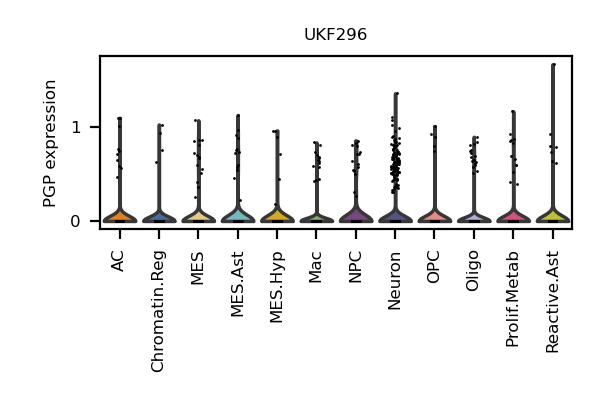 UKF296
PGP expression
1
0
AC
Chromatin.Reg
MES
MES.Ast
MES.Hyp
Mac
NPC
Neuron
OPC
Oligo
Prolif.Metab
Reactive.Ast